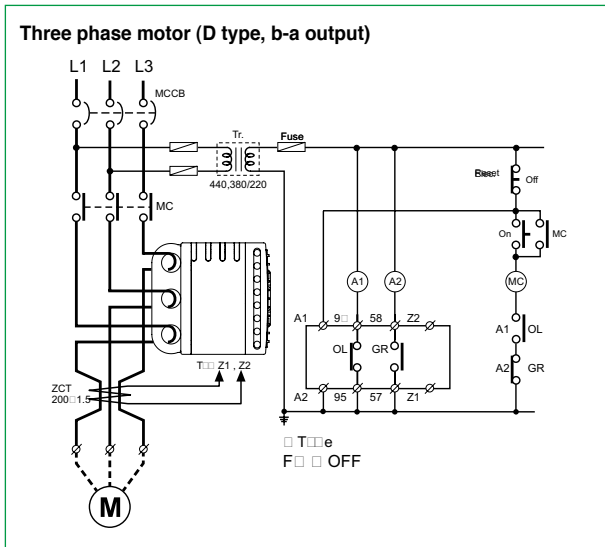 Three phase motor (D type, b-a output)
L1 L2 L3
MCCB
Tr.
Fuse
440,380/220
Off
MC
On
MC
A1
A2
MC
A1 58 Z2
A1 OL
OL GR
A2 GR
Z1 , Z2
ZCT
A2 95 57 Z1
OFF
M